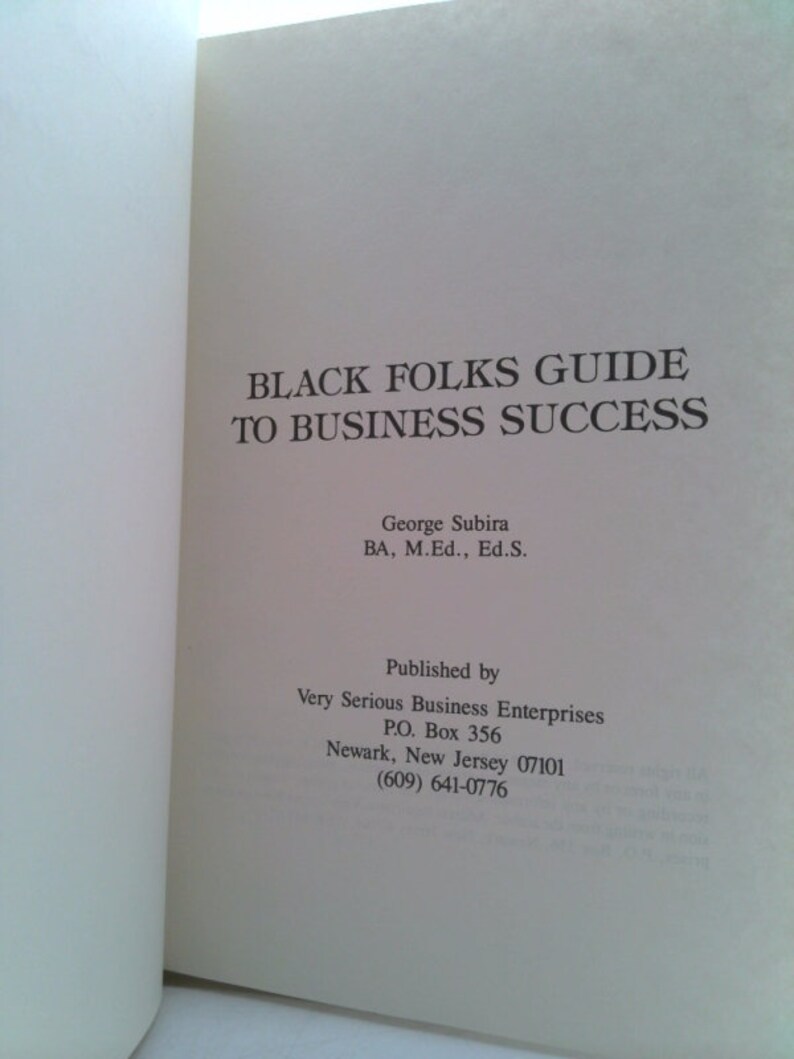 BLACK FOLKS GUIDE
TO BUSINESS SUCCESS
George Subira
BA, M.Ed., Ed.S.
Published by
Very Serious Business Enterprises
P.O. Box 356
Newark, New Jersey 07101
(609) 641-0776